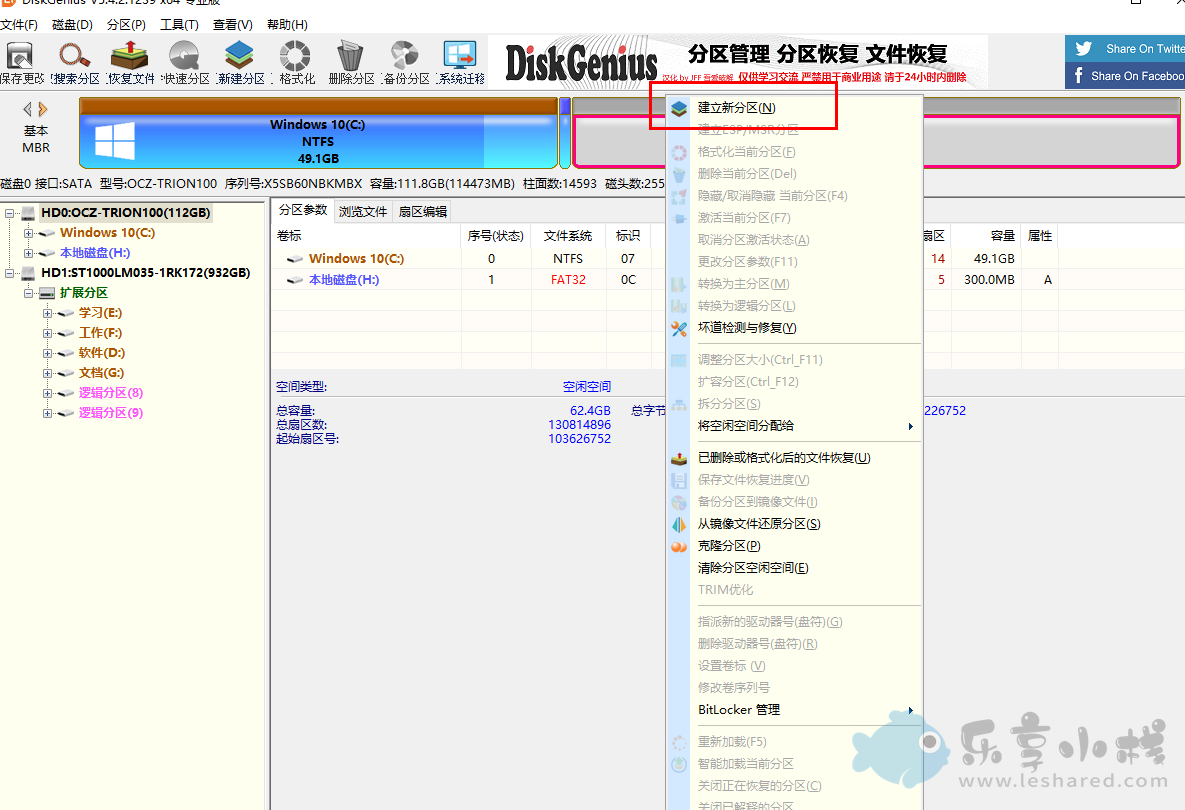 DiskGenius V5.4.2.1239 x64 专业版
文件(F) 磁盘(D) 分区(P) 工具(T) 查看(V) 帮助(H)
保存更改 搜索分区 恢复文件 快速分区 新建分区 格式化 删除分区 备份分区 系统迁移
DiskGenius
分区管理 分区恢复 文件恢复
汉化 by JFF 吾爱破解 仅供学习交流 严禁用于商业用途 请于24小时内删除
Share On Twitte
Share On Faceboo
基本
MBR
Windows 10(C:)
NTFS
49.1GB
磁盘0 接口:SATA 型号:OCZ-TRION100 序列号:X5SB60NBKMBX 容量:111.8GB(114473MB) 柱面数:14593 磁头数:255
HD0:OCZ-TRION100(112GB)
Windows 10(C:)
本地磁盘(H:)
HD1:ST1000LM035-1RK172(932GB)
扩展分区
学习(E:)
工作(F:)
软件(D:)
文档(G:)
逻辑分区(8)
逻辑分区(9)
分区参数 浏览文件 扇区编辑
卷标 序号(状态) 文件系统 标识 扇区 容量 属性
Windows 10(C:) 0 NTFS 07 14 49.1GB
本地磁盘(H:) 1 FAT32 0C 5 300.0MB A
空间类型: 空闲空间
总容量: 62.4GB 总字节 226752
总扇区数: 130814896
起始扇区号: 103626752
建立新分区(N)
建立ESP/MSR分区
格式化当前分区(F)
删除当前分区(Del)
隐藏/取消隐藏 当前分区(F4)
激活当前分区(F7)
取消分区激活状态(A)
更改分区参数(F11)
转换为主分区(M)
转换为逻辑分区(L)
坏道检测与修复(Y)
调整分区大小(Ctrl_F11)
扩容分区(Ctrl_F12)
拆分分区(S)
将空闲空间分配给
已删除或格式化后的文件恢复(U)
保存文件恢复进度(V)
备份分区到镜像文件(I)
从镜像文件还原分区(S)
克隆分区(P)
清除分区空闲空间(E)
TRIM优化
指派新的驱动器号(盘符)(G)
删除驱动器号(盘符)(R)
设置卷标 (V)
修改卷序列号
BitLocker 管理
重新加载(F5)
智能加载当前分区
关闭正在恢复的分区(C)
关闭已解释的分区
乐享小栈
www.leshared.com